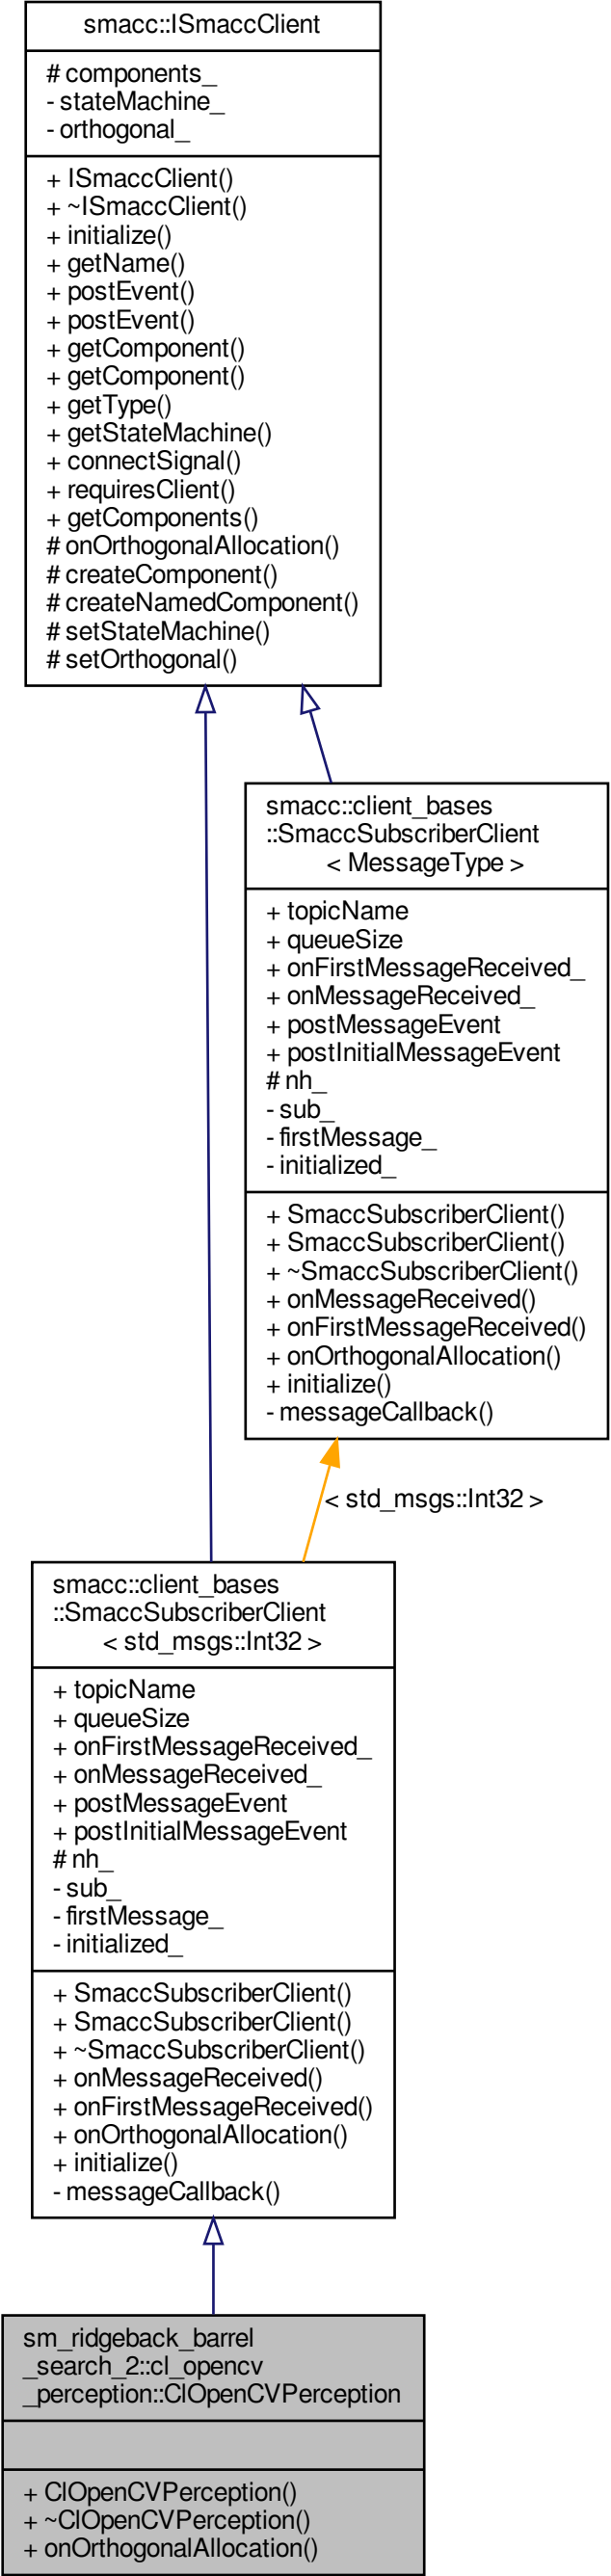 smacc::ISmaccClient
# components_
- stateMachine_
- orthogonal_
+ ISmaccClient()
+ ~ISmaccClient()
+ initialize()
+ getName()
+ postEvent()
+ postEvent()
+ getComponent()
+ getComponent()
+ getType()
+ getStateMachine()
+ connectSignal()
+ requiresClient()
+ getComponents()
# onOrthogonalAllocation()
# createComponent()
# createNamedComponent()
# setStateMachine()
# setOrthogonal()
smacc::client_bases
::SmaccSubscriberClient
< MessageType >
+ topicName
+ queueSize
+ onFirstMessageReceived_
+ onMessageReceived_
+ postMessageEvent
+ postInitialMessageEvent
# nh_
- sub_
- firstMessage_
- initialized_
+ SmaccSubscriberClient()
+ SmaccSubscriberClient()
+ ~SmaccSubscriberClient()
+ onMessageReceived()
+ onFirstMessageReceived()
+ onOrthogonalAllocation()
+ initialize()
- messageCallback()
< std_msgs::Int32 >
smacc::client_bases
::SmaccSubscriberClient
< std_msgs::Int32 >
+ topicName
+ queueSize
+ onFirstMessageReceived_
+ onMessageReceived_
+ postMessageEvent
+ postInitialMessageEvent
# nh_
- sub_
- firstMessage_
- initialized_
+ SmaccSubscriberClient()
+ SmaccSubscriberClient()
+ ~SmaccSubscriberClient()
+ onMessageReceived()
+ onFirstMessageReceived()
+ onOrthogonalAllocation()
+ initialize()
- messageCallback()
sm_ridgeback_barrel
_search_2::cl_opencv
_perception::ClOpenCVPerception
+ ClOpenCVPerception()
+ ~ClOpenCVPerception()
+ onOrthogonalAllocation()